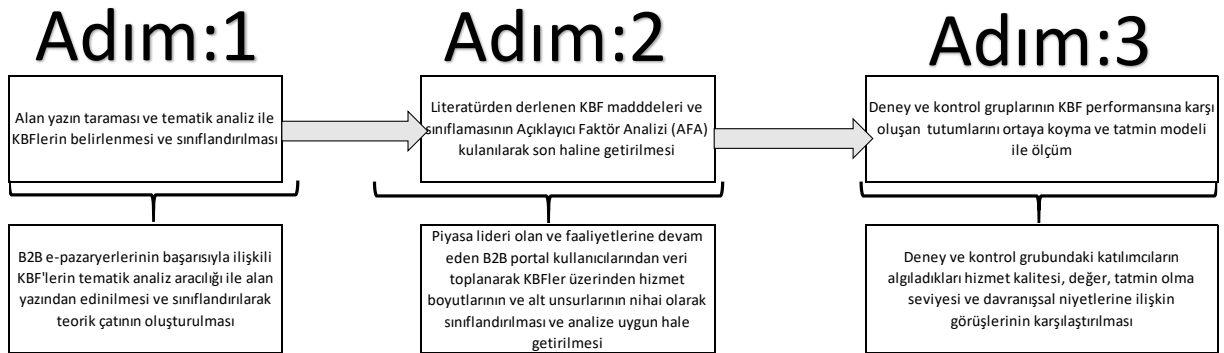 Adım:1
Adım:2
Adım:3
Alan yazın taraması ve tematik analiz ile
KBFlerin belirlenmesi ve sınıflandırılması
Literatürden derlenen KBF madddeleri ve
sınıflamasının Açıklayıcı Faktör Analizi (AFA)
kulanılarak son haline getirilmesi
Deney ve kontrol gruplarının KBF performansına karşı
oluşan tutumlarını ortaya koyma ve tatmin modeli
ile ölçüm
B2B e-pazaryerlerinin başarısıyla ilişkili
KBF'lerin tematik analiz aracılığı ile alan
yazından edinilmesi ve sınıflandırılarak
teorik çatının oluşturulması
Piyasa lideri olan ve faaliyetlerine devam
eden B2B portal kullanıcılarından veri
toplanarak KBFler üzerinden hizmet
boyutlarının ve alt unsurlarının nihai olarak
sınıflandırılması ve analize uygun hale
getirilmesi
Deney ve kontrol grubundaki katılımcıların
algıladıkları hizmet kalitesi, değer, tatmin olma
seviyesi ve davranışsal niyetlerine ilişkin
görüşlerinin karşılaştırılması